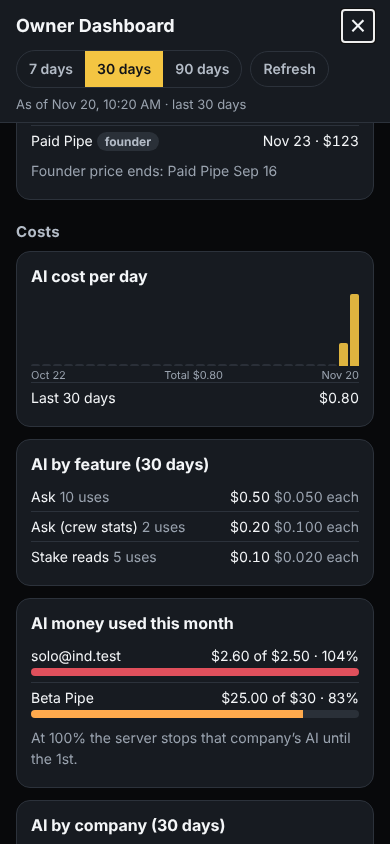 Owner Dashboard
7 days 30 days 90 days Refresh
As of Nov 20, 10:20 AM · last 30 days
Paid Pipe founder Nov 23 · $123
Founder price ends: Paid Pipe Sep 16
Costs
AI cost per day
Oct 22 Total $0.80 Nov 20
Last 30 days $0.80
AI by feature (30 days)
Ask 10 uses $0.50 $0.050 each
Ask (crew stats) 2 uses $0.20 $0.100 each
Stake reads 5 uses $0.10 $0.020 each
AI money used this month
solo@ind.test $2.60 of $2.50 · 104%
Beta Pipe $25.00 of $30 · 83%
At 100% the server stops that company’s AI until
the 1st.
AI by company (30 days)